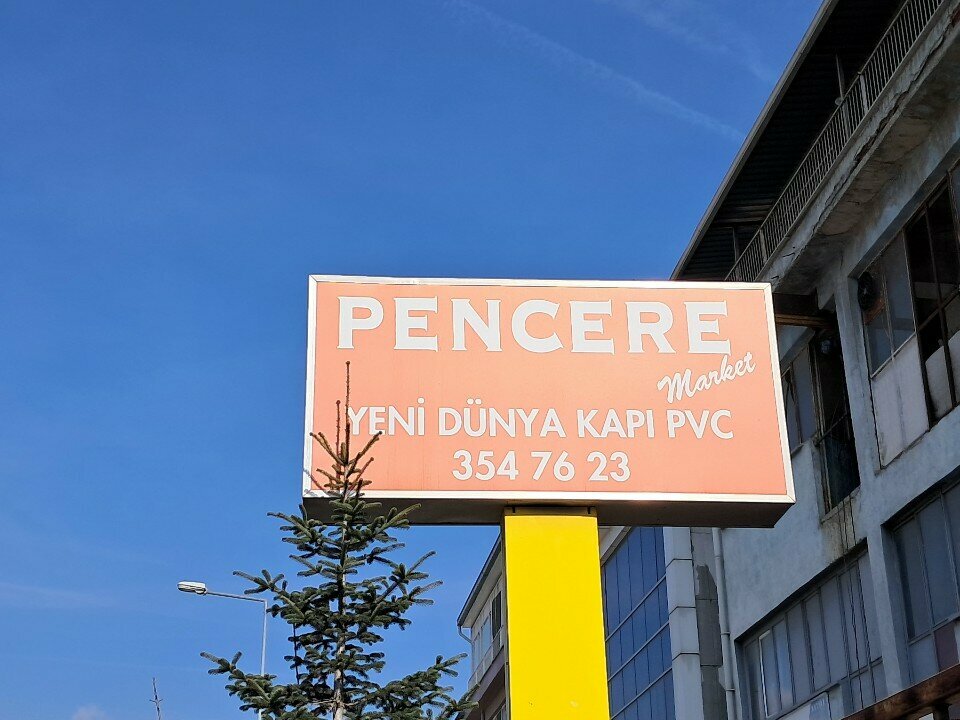 PENCERE
Market
YENİ DÜNYA KAPI PVC
354 76 23